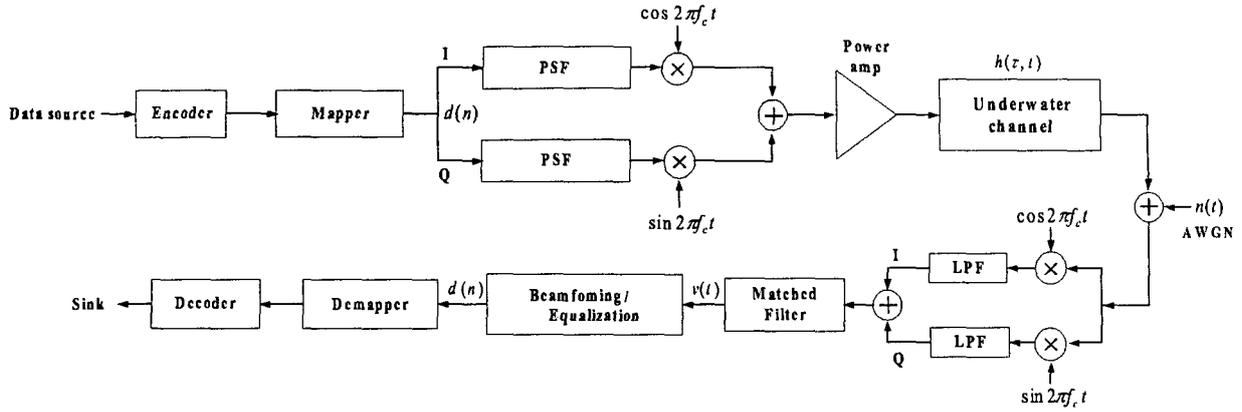 cos 2πf_c t
I
PSF
Power
amp
h(τ, t)
Data source
Encoder
Mapper
d(n)
Underwater
channel
PSF
Q
sin 2πf_c t
n(t)
AWGN
cos 2πf_c t
I
LPF
Sink
Decoder
Demapper
d(n)
Beamfoming/
Equalization
v(t)
Matched
Filter
LPF
Q
sin 2πf_c t